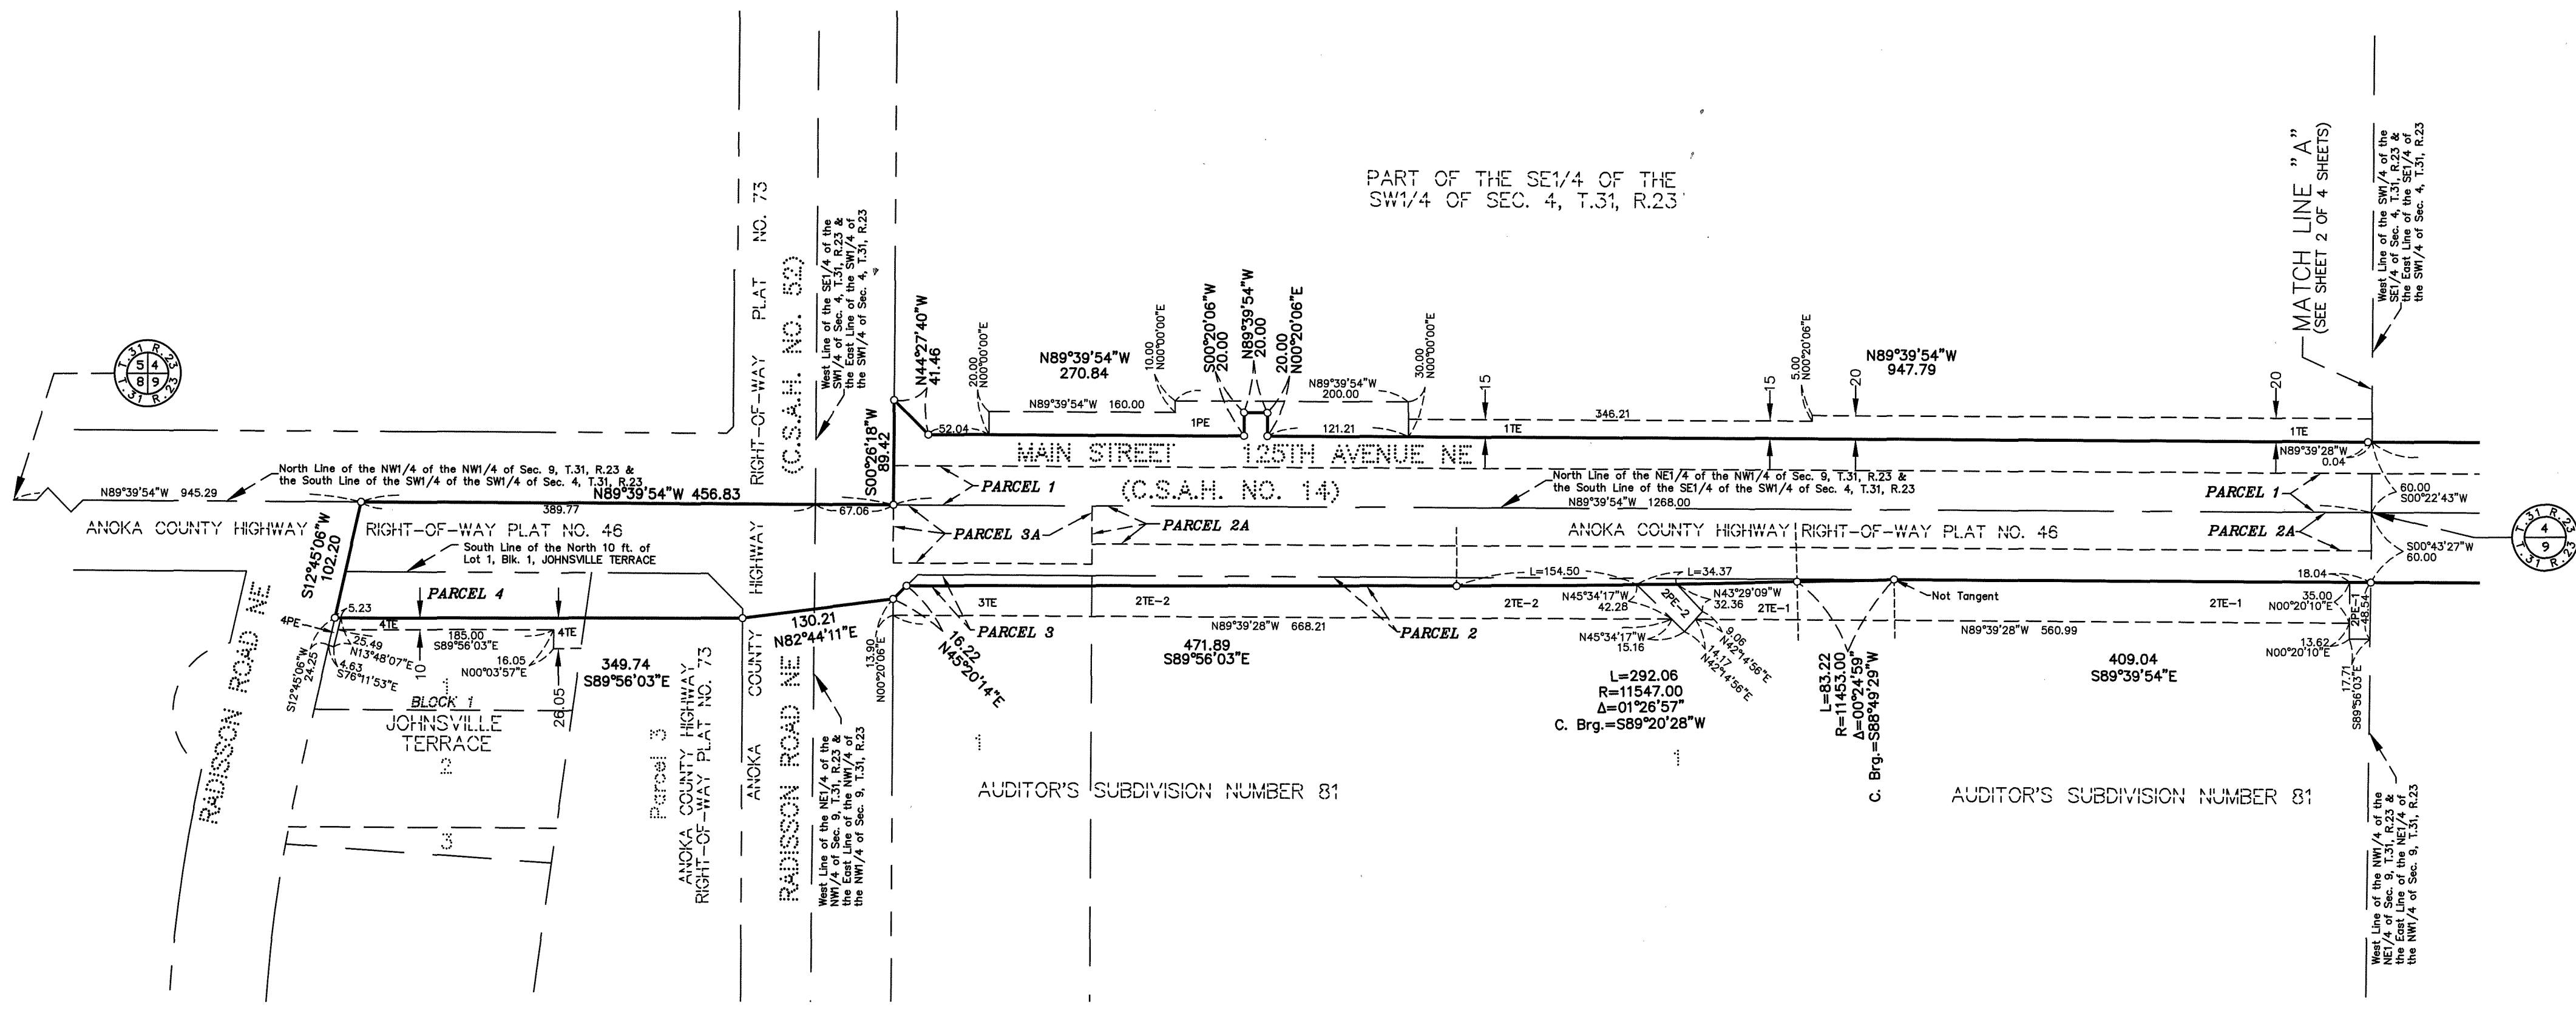 PART OF THE SE1/4 OF THE
SW1/4 OF SEC. 4, T.31, R.23
MATCH LINE "A"
(SEE SHEET 2 OF 4 SHEETS)
West Line of the SW1/4 of the
SE1/4 of Sec. 4, T.31, R.23 &
the East Line of the SE1/4 of
the SW1/4 of Sec. 4, T.31, R.23
RIGHT-OF-WAY PLAT NO. 73
(C.S.A.H. NO. 52)
West Line of the SE1/4 of the
SW1/4 of Sec. 4, T.31, R.23 &
the East Line of the SW1/4 of
the SW1/4 of Sec. 4, T.31, R.23
T.31 R.23
5 4
8 9
T.31 R.23
N44°27'40"W
41.46
20.00
N00°00'00"E
N89°39'54"W
270.84
10.00
N00°00'00"E
S00°20'06"W
20.00
N89°39'54"W
20.00
20.00
N00°20'06"E
N89°39'54"W
200.00
30.00
N00°00'00"E
15
15
5.00
N00°20'06"E
20
N89°39'54"W
947.79
20
N89°39'54"W 160.00
346.21
S00°26'18"W
89.42
52.04
1PE
121.21
1TE
1TE
MAIN STREET 125TH AVENUE NE
N89°39'28"W
0.04
North Line of the NW1/4 of the NW1/4 of Sec. 9, T.31, R.23 &
the South Line of the SW1/4 of the SW1/4 of Sec. 4, T.31, R.23
North Line of the NE1/4 of the NW1/4 of Sec. 9, T.31, R.23 &
the South Line of the SE1/4 of the SW1/4 of Sec. 4, T.31, R.23
PARCEL 1
(C.S.A.H. NO. 14)
PARCEL 1
60.00
S00°22'43"W
N89°39'54"W 945.29
N89°39'54"W 456.83
N89°39'54"W 1268.00
389.77
67.06
ANOKA COUNTY HIGHWAY RIGHT-OF-WAY PLAT NO. 46
PARCEL 3A
PARCEL 2A
ANOKA COUNTY HIGHWAY RIGHT-OF-WAY PLAT NO. 46
PARCEL 2A
T.31 R.23
4
9
T.31 R.23
S00°43'27"W
60.00
S12°45'06"W
102.20
South Line of the North 10 ft. of
Lot 1, Blk. 1, JOHNSVILLE TERRACE
PARCEL 4
L=154.50
L=34.37
18.04
Not Tangent
N45°34'17"W
42.28
2PE-2
N43°29'09"W
32.36
35.00
N00°20'10"E
2PE-1
48.54
5.23
4PE
4TE
4TE
3TE
2TE-2
2TE-2
2TE-1
2TE-1
25.49
N13°48'07"E
4.63
S76°11'53"E
S12°45'06"W
24.25
10
185.00
S89°56'03"E
16.05
N00°03'57"E
26.05
349.74
S89°56'03"E
130.21
N82°44'11"E
13.90
N00°20'06"E
16.22
N45°20'14"E
PARCEL 3
N89°39'28"W 668.21
471.89
S89°56'03"E
PARCEL 2
N45°34'17"W
15.16
9.06
N42°14'56"E
14.17
N42°14'56"E
N89°39'28"W 560.99
13.62
N00°20'10"E
409.04
S89°39'54"E
17.71
S89°56'03"E
L=292.06
R=11547.00
Δ=01°26'57"
C. Brg.=S89°20'28"W
L=83.22
R=11453.00
Δ=00°24'59"
C. Brg.=S88°49'29"W
RADISSON ROAD NE
1
BLOCK 1
JOHNSVILLE
TERRACE
2
3
Parcel 3
ANOKA COUNTY HIGHWAY
RIGHT-OF-WAY PLAT NO. 73
ANOKA COUNTY HIGHWAY
RADISSON ROAD NE
West Line of the NE1/4 of the
NW1/4 of Sec. 9, T.31, R.23 &
the East Line of the NW1/4 of
the NW1/4 of Sec. 9, T.31, R.23
1
1
AUDITOR'S SUBDIVISION NUMBER 81
AUDITOR'S SUBDIVISION NUMBER 81
West Line of the NW1/4 of the
NE1/4 of Sec. 9, T.31, R.23 &
the East Line of the NE1/4 of
the NW1/4 of Sec. 9, T.31, R.23